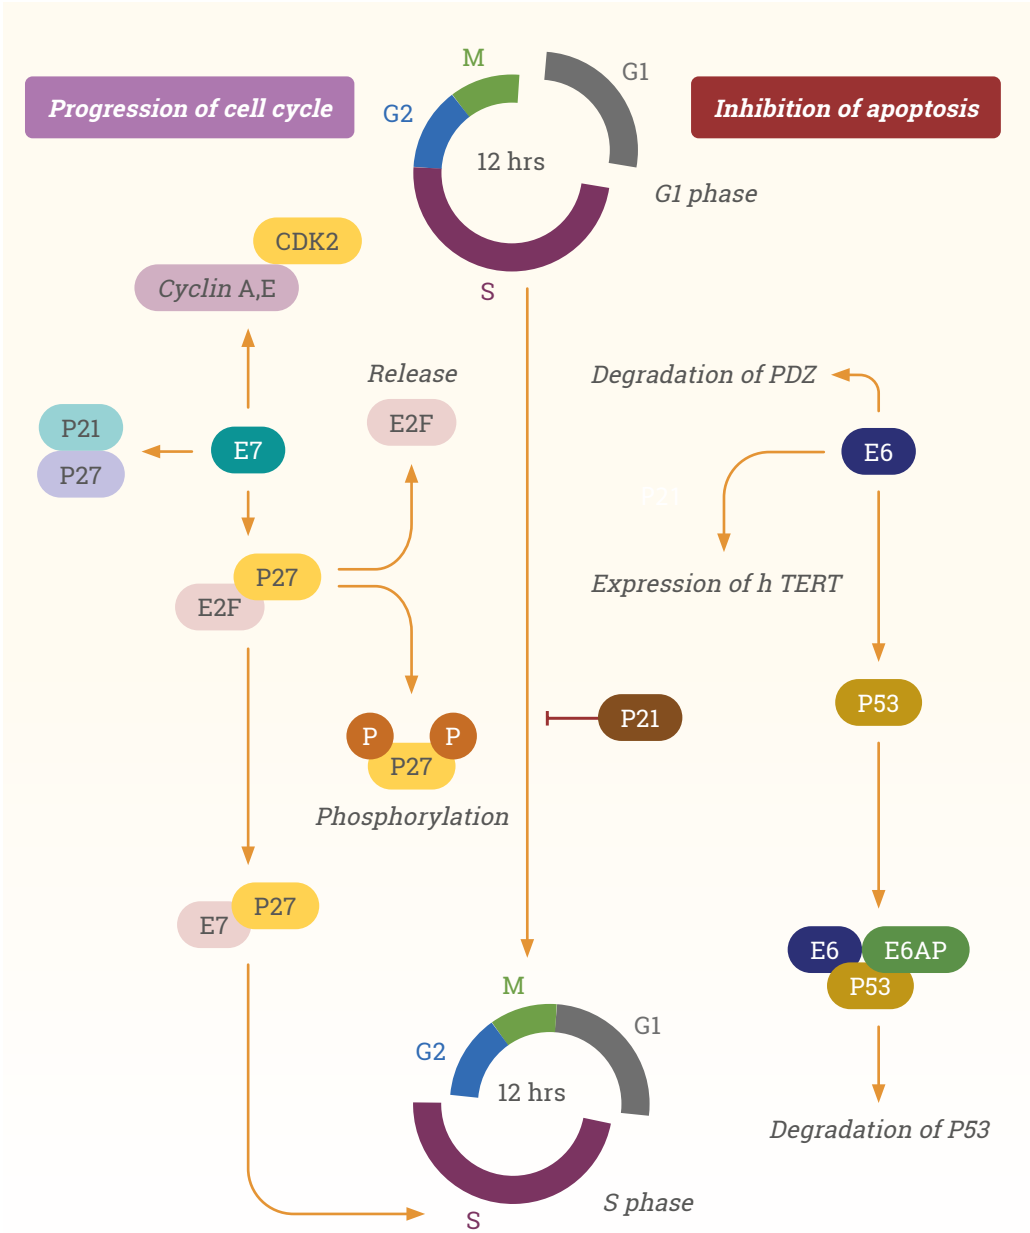 Progression of cell cycle
M
G1
G2
12 hrs
G1 phase
S
Inhibition of apoptosis
CDK2
Cyclin A,E
Release
E2F
P21
P27
E7
P27
E2F
P
P
P27
Phosphorylation
P27
E7
Degradation of PDZ
E6
P21
Expression of h TERT
P21
P53
E6
E6AP
P53
Degradation of P53
M
G1
G2
12 hrs
S phase
S